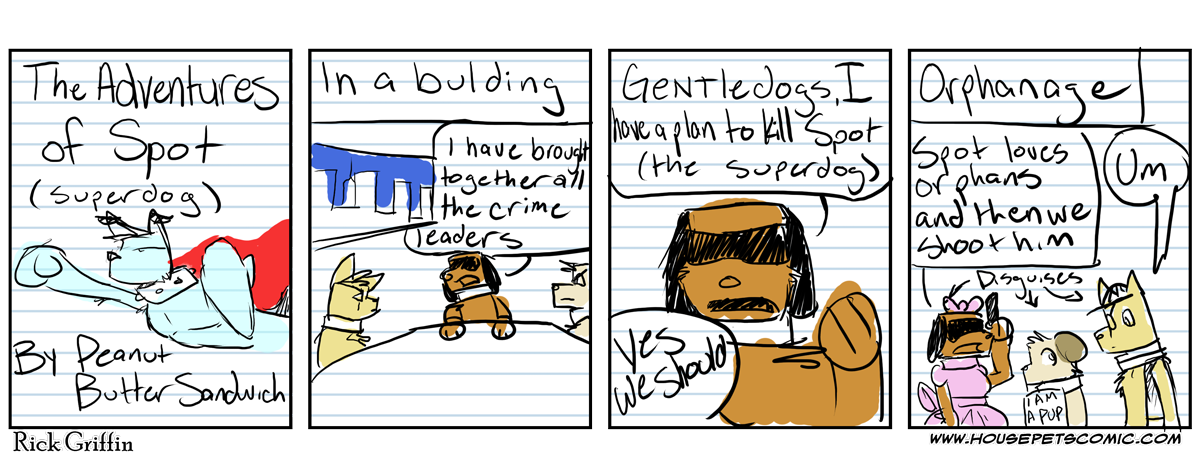 The Adventures
of Spot
(superdog)
By Peanut
Butter Sandwich
In a bulding
I have brought
together all
the crime
leaders
Gentledogs, I
have a plan to kill Spot
(the superdog)
yes
we should
Orphanage
Spot loves
orphans
and then we
shoot him
Um
Disguises
I AM
A PUP
Rick Griffin
WWW.HOUSEPETSCOMIC.COM